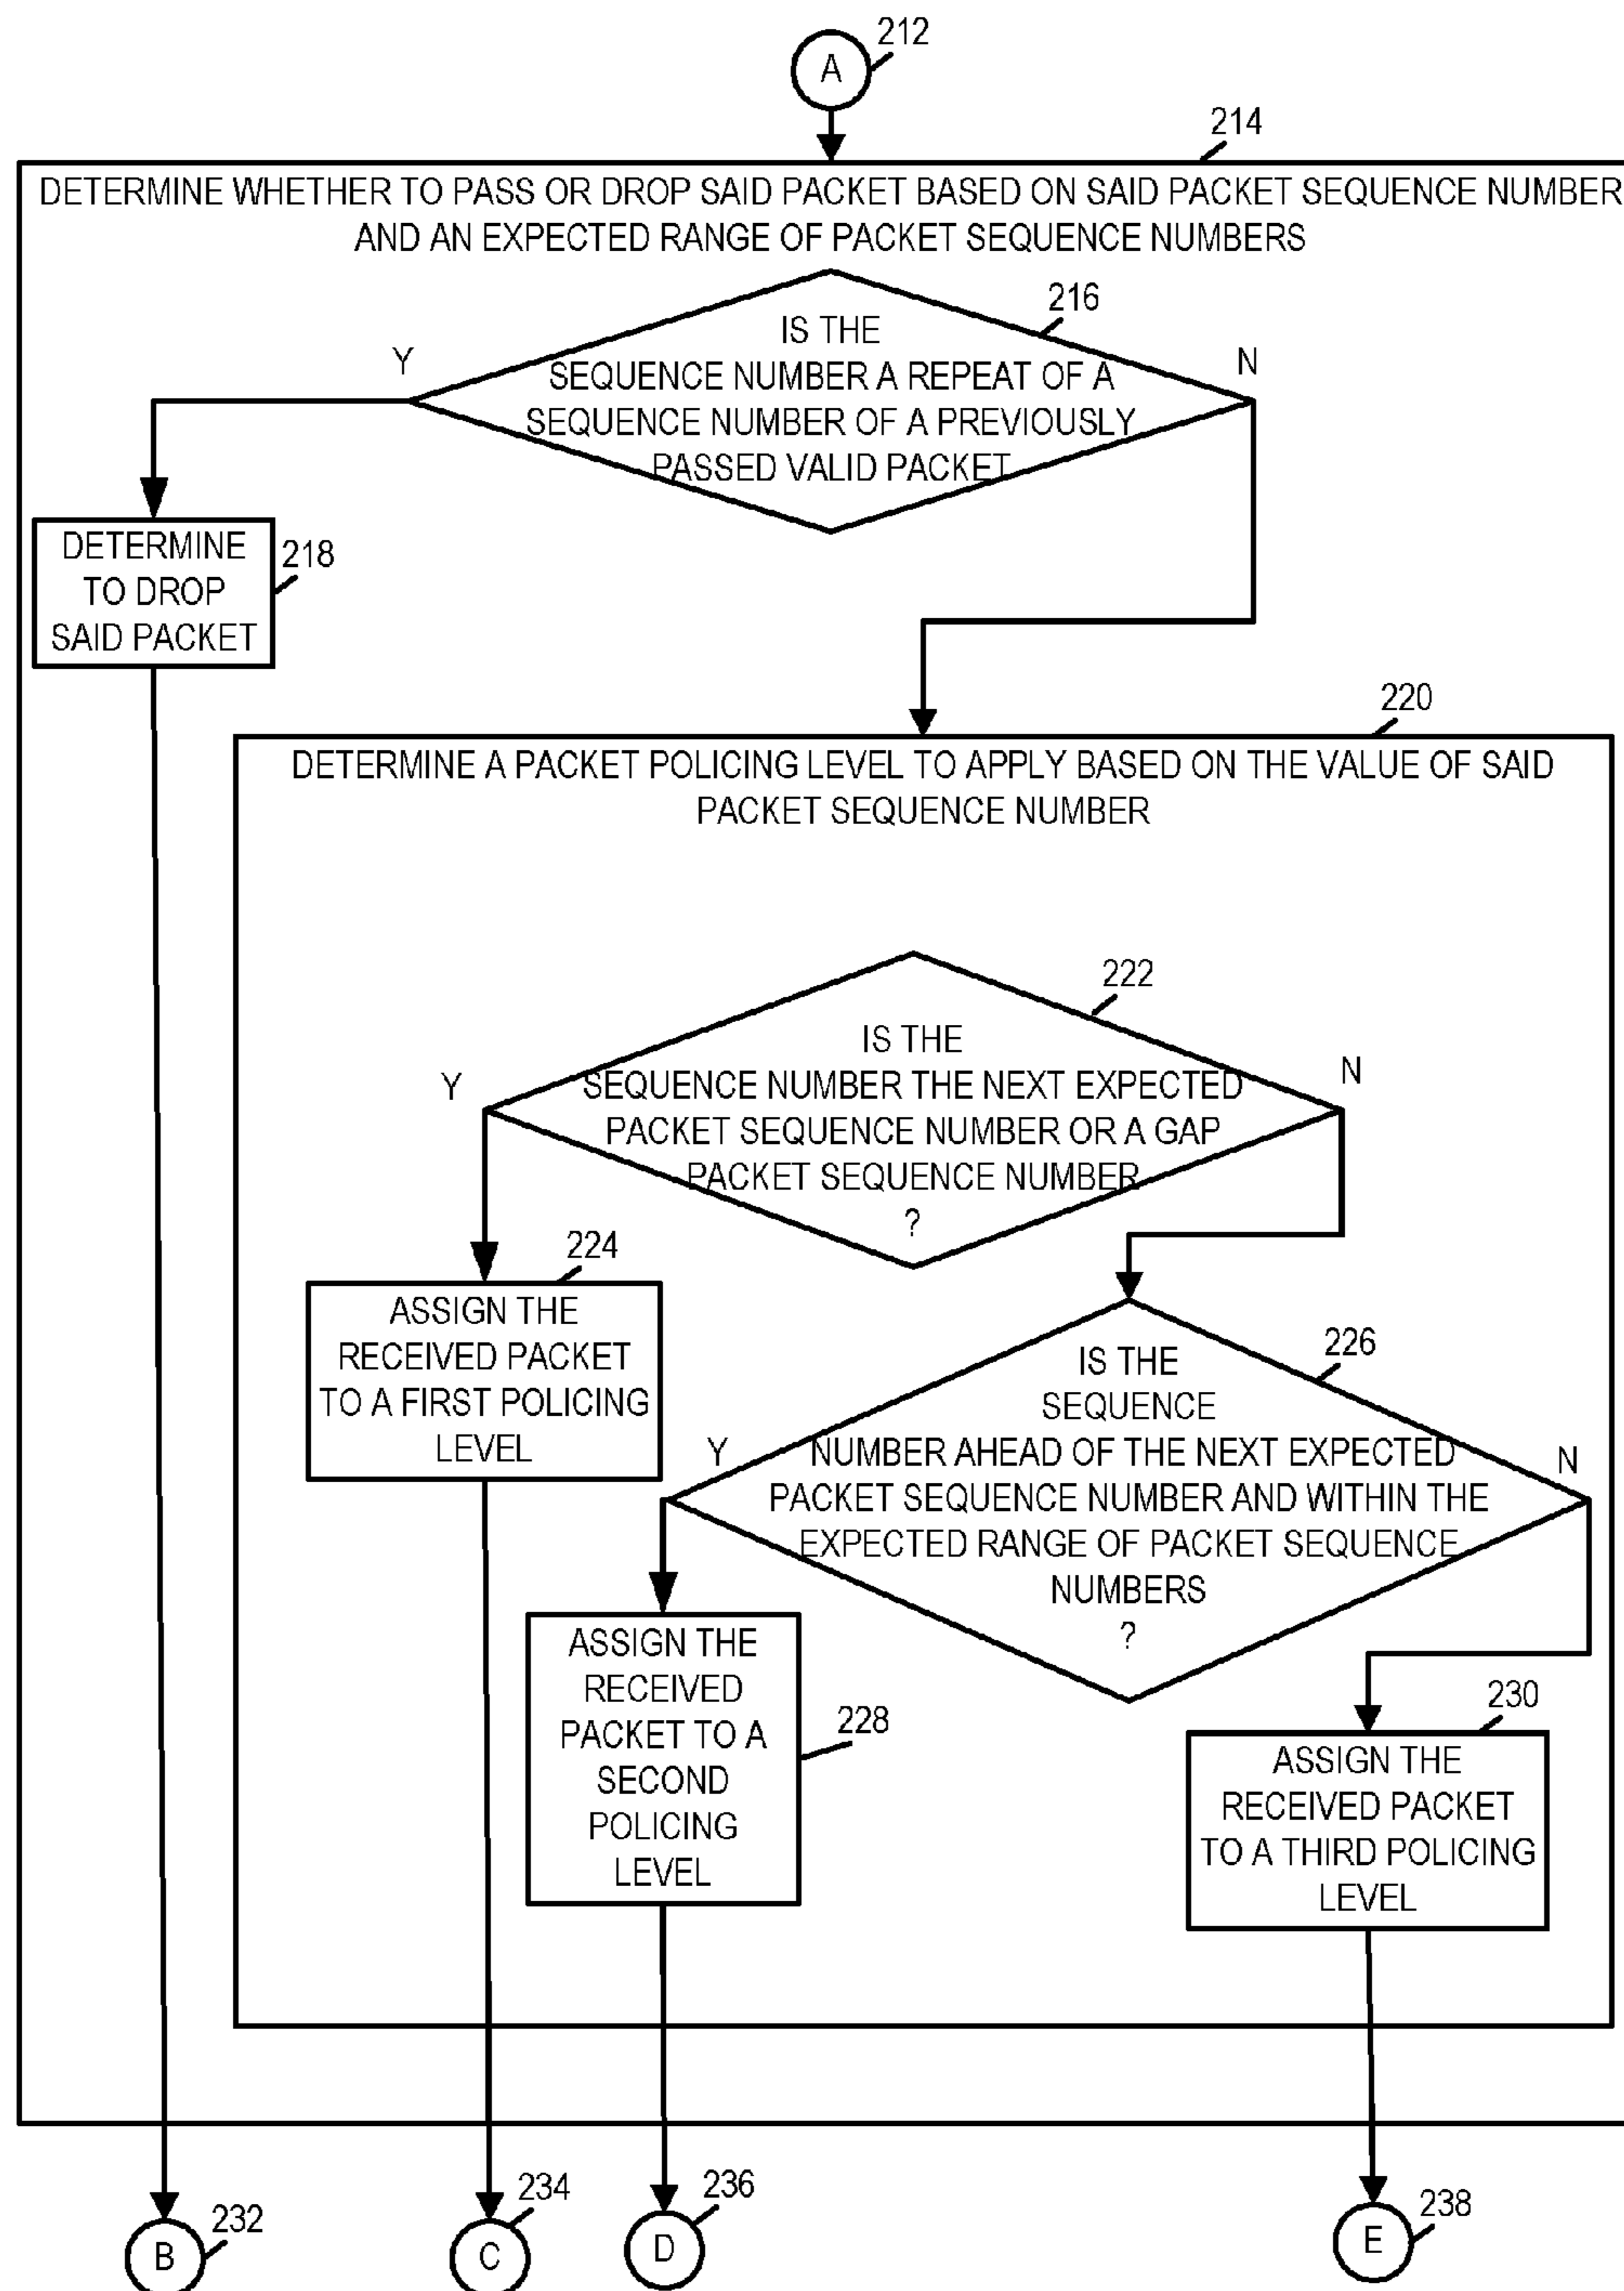 212
A
214
DETERMINE WHETHER TO PASS OR DROP SAID PACKET BASED ON SAID PACKET SEQUENCE NUMBER
AND AN EXPECTED RANGE OF PACKET SEQUENCE NUMBERS
216
IS THE
SEQUENCE NUMBER A REPEAT OF A
SEQUENCE NUMBER OF A PREVIOUSLY
PASSED VALID PACKET
Y
N
DETERMINE
TO DROP
SAID PACKET
218
220
DETERMINE A PACKET POLICING LEVEL TO APPLY BASED ON THE VALUE OF SAID
PACKET SEQUENCE NUMBER
222
IS THE
SEQUENCE NUMBER THE NEXT EXPECTED
PACKET SEQUENCE NUMBER OR A GAP
PACKET SEQUENCE NUMBER
?
Y
N
224
ASSIGN THE
RECEIVED PACKET
TO A FIRST POLICING
LEVEL
226
IS THE
SEQUENCE
NUMBER AHEAD OF THE NEXT EXPECTED
PACKET SEQUENCE NUMBER AND WITHIN THE
EXPECTED RANGE OF PACKET SEQUENCE
NUMBERS
?
Y
N
ASSIGN THE
RECEIVED
PACKET TO A
SECOND
POLICING
LEVEL
228
230
ASSIGN THE
RECEIVED PACKET
TO A THIRD POLICING
LEVEL
B
232
C
234
D
236
E
238